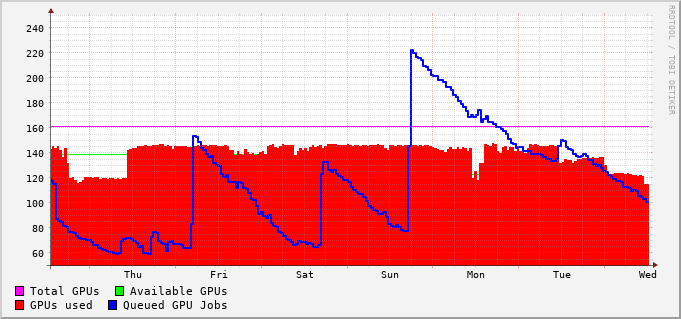 RRDTOOL / TOBI OETIKER
240
220
200
180
160
140
120
100
80
60
Thu Fri Sat Sun Mon Tue Wed
Total GPUs Available GPUs
GPUs used Queued GPU Jobs